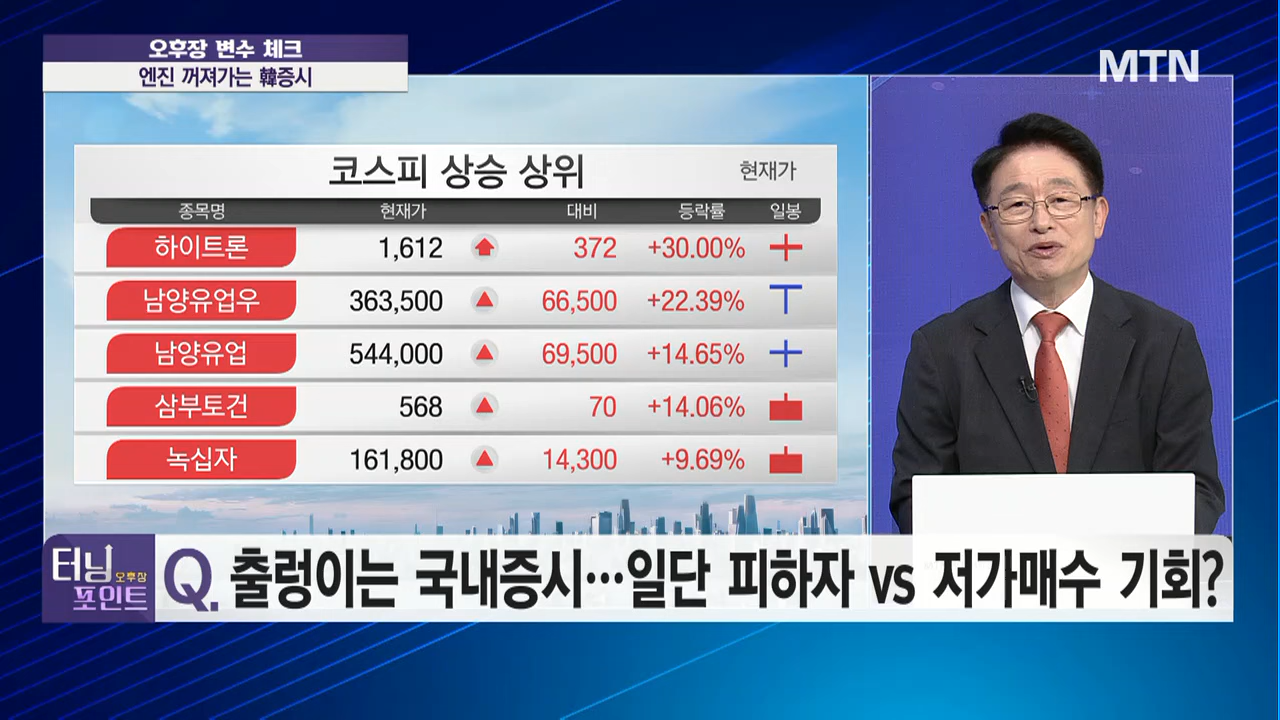 오후장 변수 체크
엔진 꺼져가는 韓증시
MTN
코스피 상승 상위
현재가
종목명 현재가 대비 등락률 일봉
하이트론 1,612 372 +30.00%
남양유업우 363,500 66,500 +22.39%
남양유업 544,000 69,500 +14.65%
삼부토건 568 70 +14.06%
녹십자 161,800 14,300 +9.69%
터닝
오후장
포인트
Q. 출렁이는 국내증시…일단 피하자 vs 저가매수 기회?